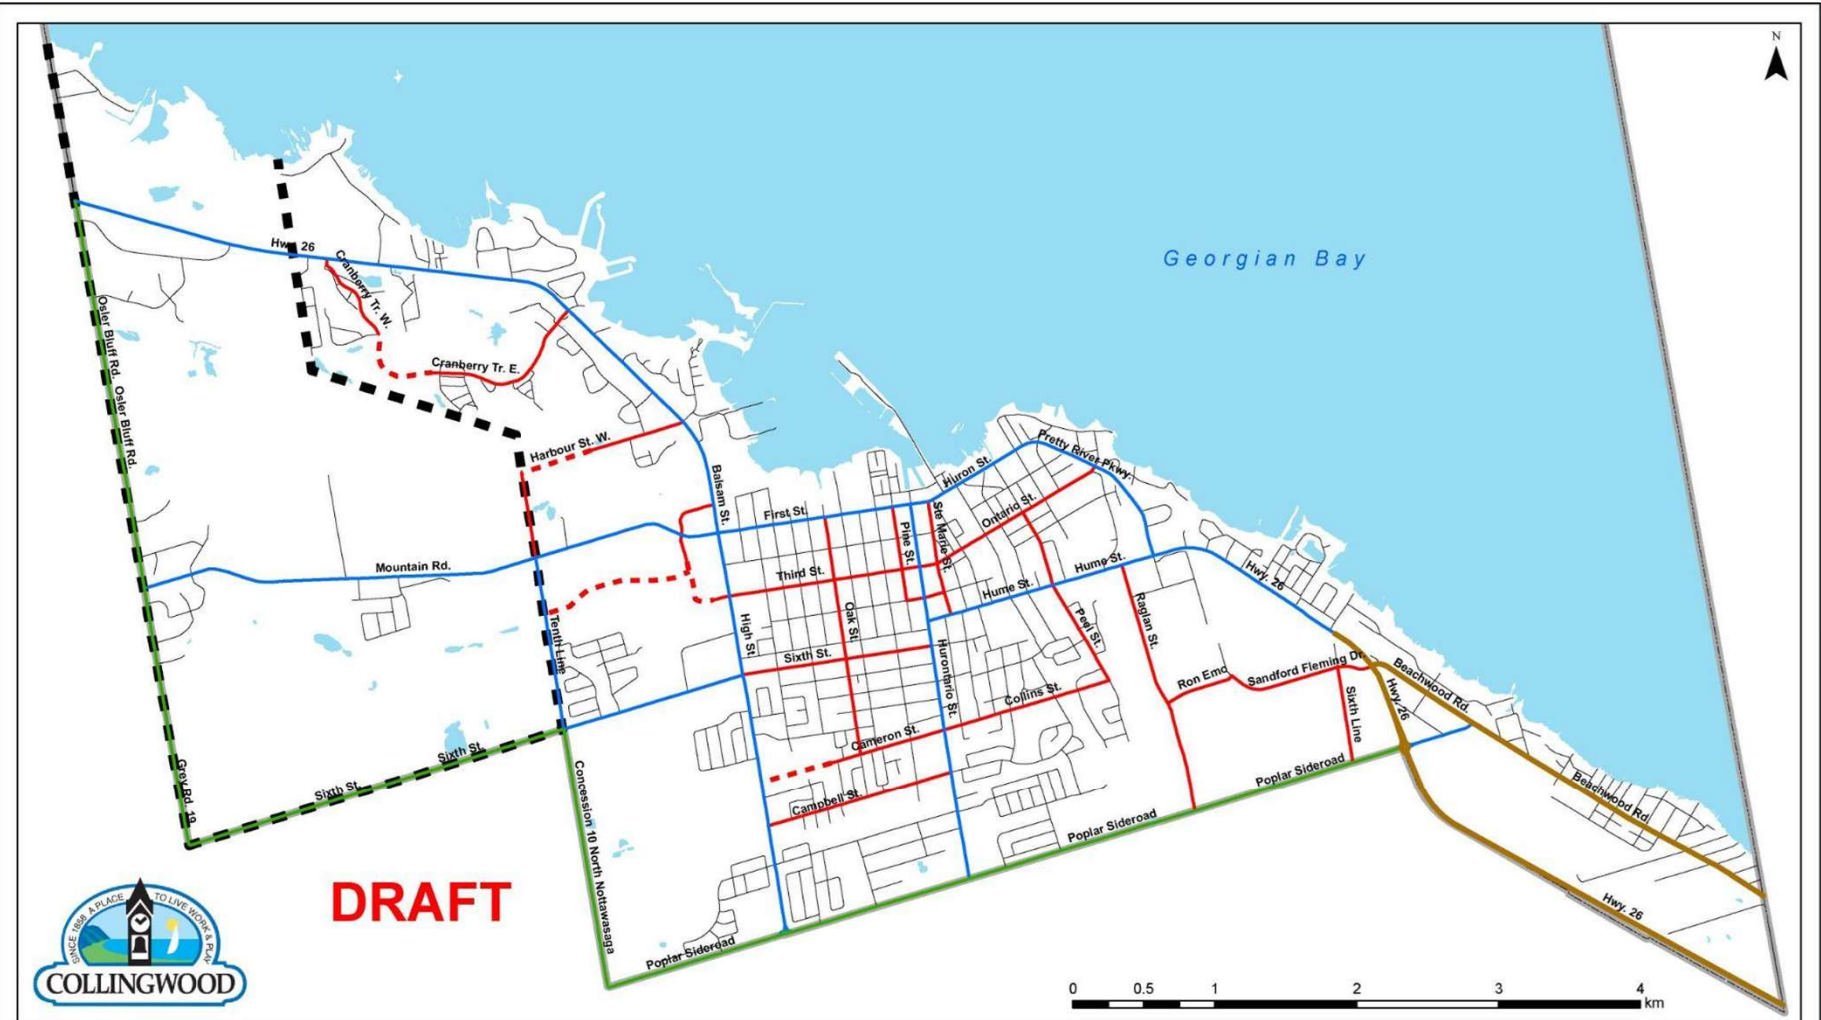 N
Georgian Bay
Hwy. 26
Cranberry Tr. W.
Osler Bluff Rd.
Osler Bluff Rd.
Cranberry Tr. E.
Harbour St. W.
Balsam St.
Huron St.
Pretty River Pkwy.
First St.
Pine St.
Ste Marie St.
Ontario St.
Mountain Rd.
Third St.
Hume St.
Hume St.
Hwy. 26
Tenth Line
High St.
Oak St.
Peel St.
Raglan St.
Sixth St.
Hurontario St.
Collins St.
Ron Emo
Sandford Fleming Dr.
Beachwood Rd.
Hwy. 26
Sixth Line
Cameron St.
Sixth St.
Sixth St.
Grey Rd. 19
Campbell St.
Poplar Sideroad
Beachwood Rd.
Concession 10 North Nottawasaga
Poplar Sideroad
Poplar Sideroad
Hwy. 26
DRAFT
SINCE 1858 A PLACE TO LIVE WORK & PLAY
COLLINGWOOD
0 0.5 1 2 3 4
km